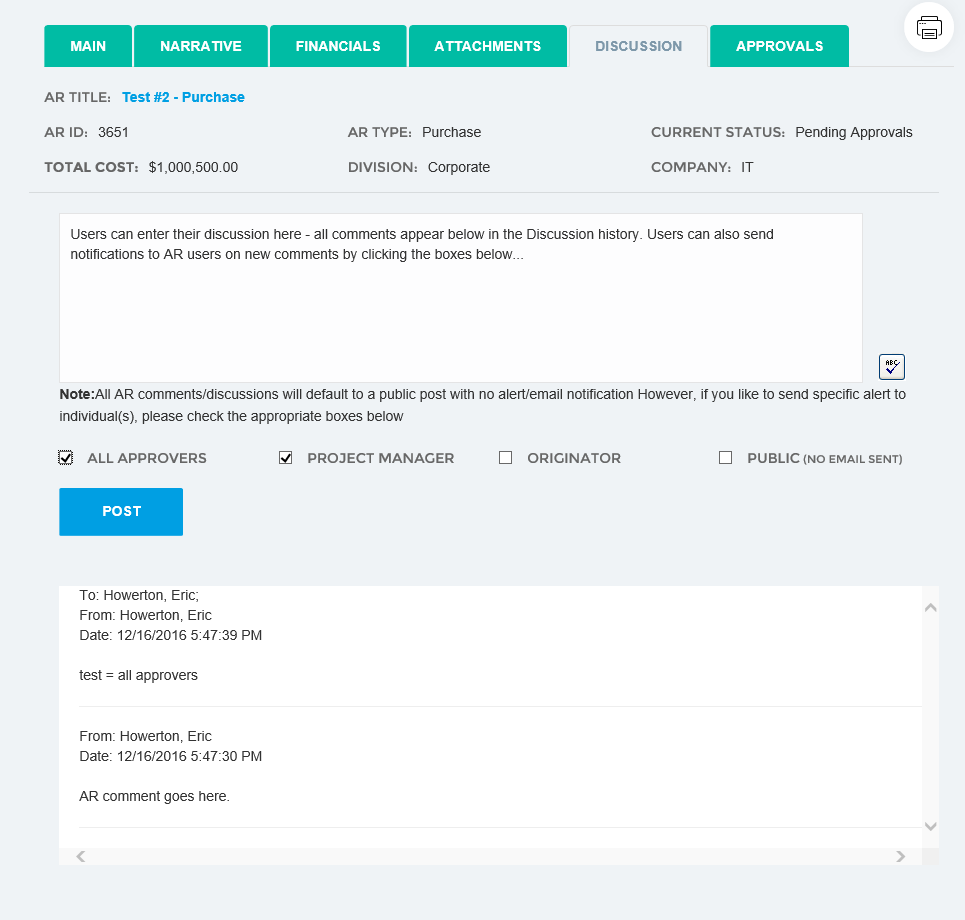 MAIN NARRATIVE FINANCIALS ATTACHMENTS DISCUSSION APPROVALS
AR TITLE: Test #2 - Purchase
AR ID: 3651 AR TYPE: Purchase CURRENT STATUS: Pending Approvals
TOTAL COST: $1,000,500.00 DIVISION: Corporate COMPANY: IT
Users can enter their discussion here - all comments appear below in the Discussion history. Users can also send
notifications to AR users on new comments by clicking the boxes below...
ABC
Note:All AR comments/discussions will default to a public post with no alert/email notification However, if you like to send specific alert to
individual(s), please check the appropriate boxes below
ALL APPROVERS PROJECT MANAGER ORIGINATOR PUBLIC (NO EMAIL SENT)
POST
To: Howerton, Eric;
From: Howerton, Eric
Date: 12/16/2016 5:47:39 PM
test = all approvers
From: Howerton, Eric
Date: 12/16/2016 5:47:30 PM
AR comment goes here.